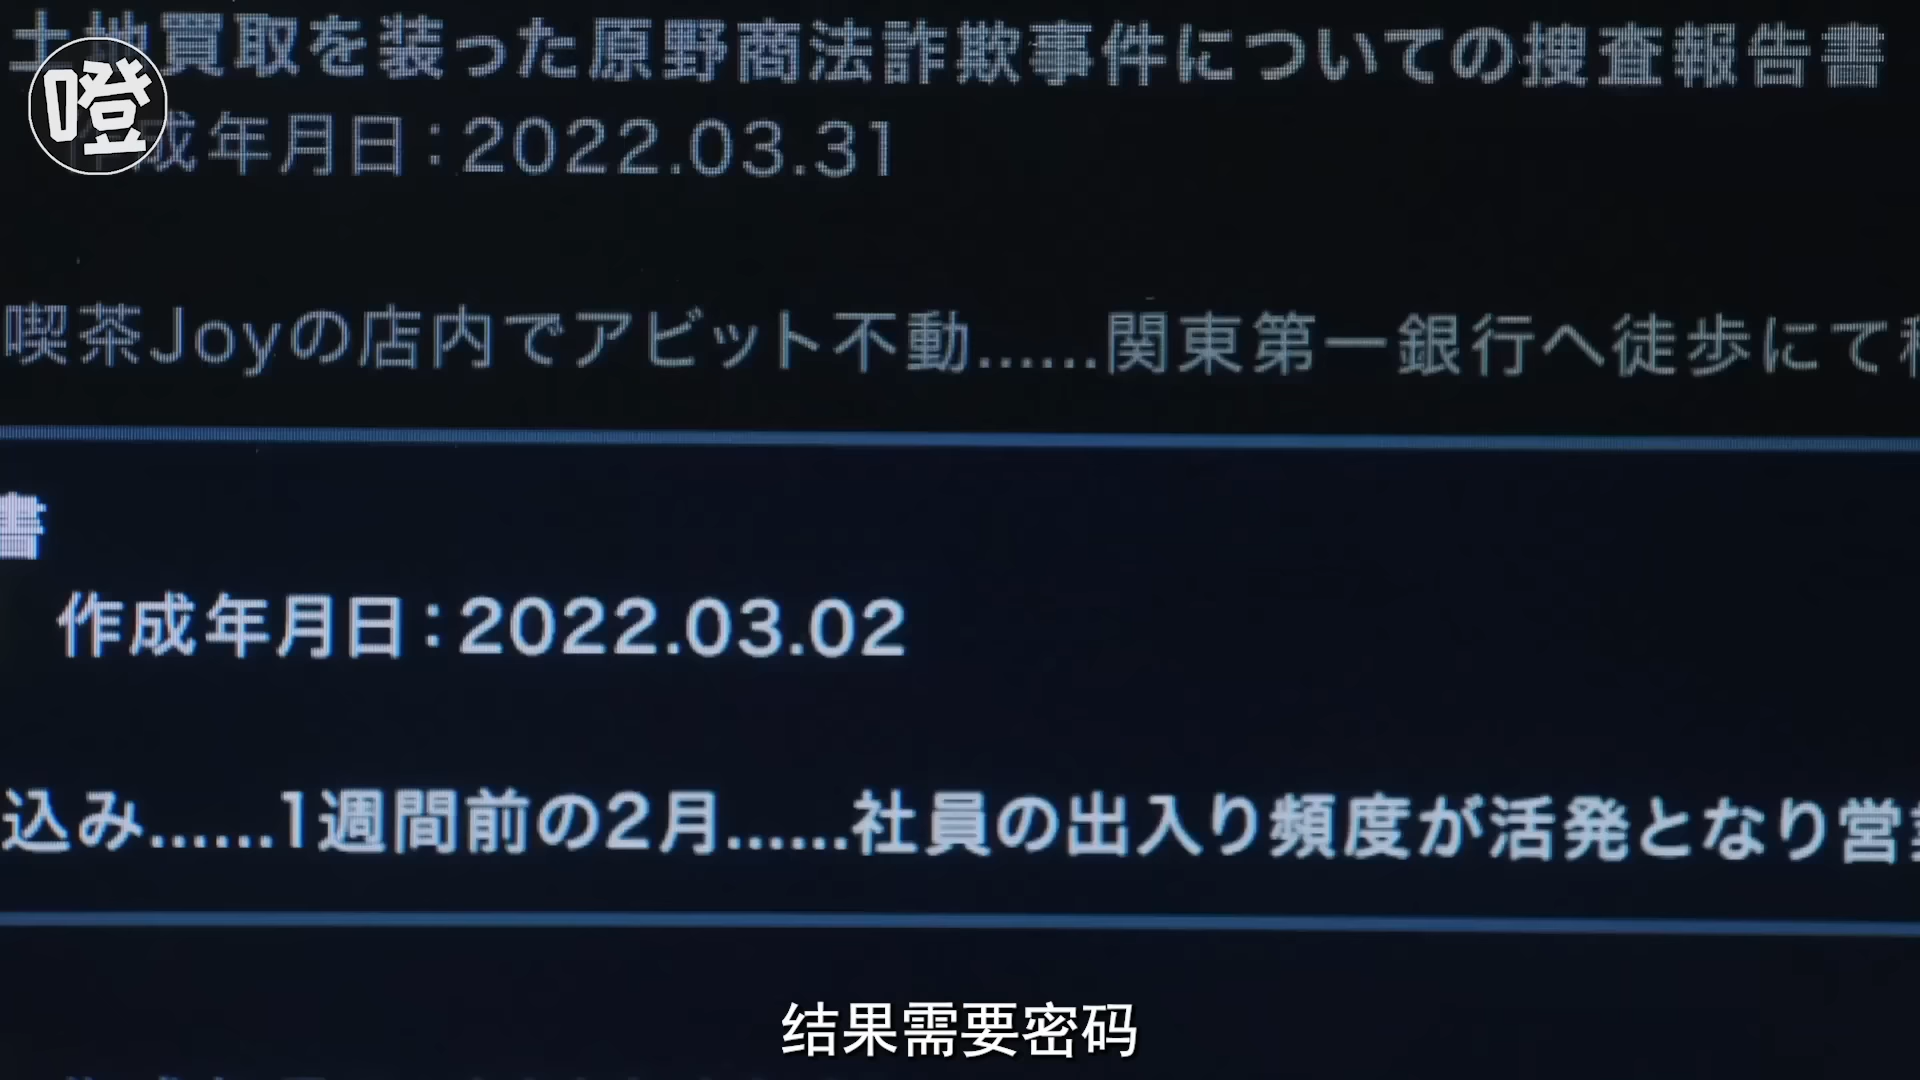 土地買取を装った原野商法詐欺事件についての捜査報告書
噔
作成年月日：2022.03.31
喫茶Joyの店内でアビット不動......関東第一銀行へ徒歩にて
書
作成年月日：2022.03.02
込み......1週間前の2月......社員の出入り頻度が活発となり営
结果需要密码